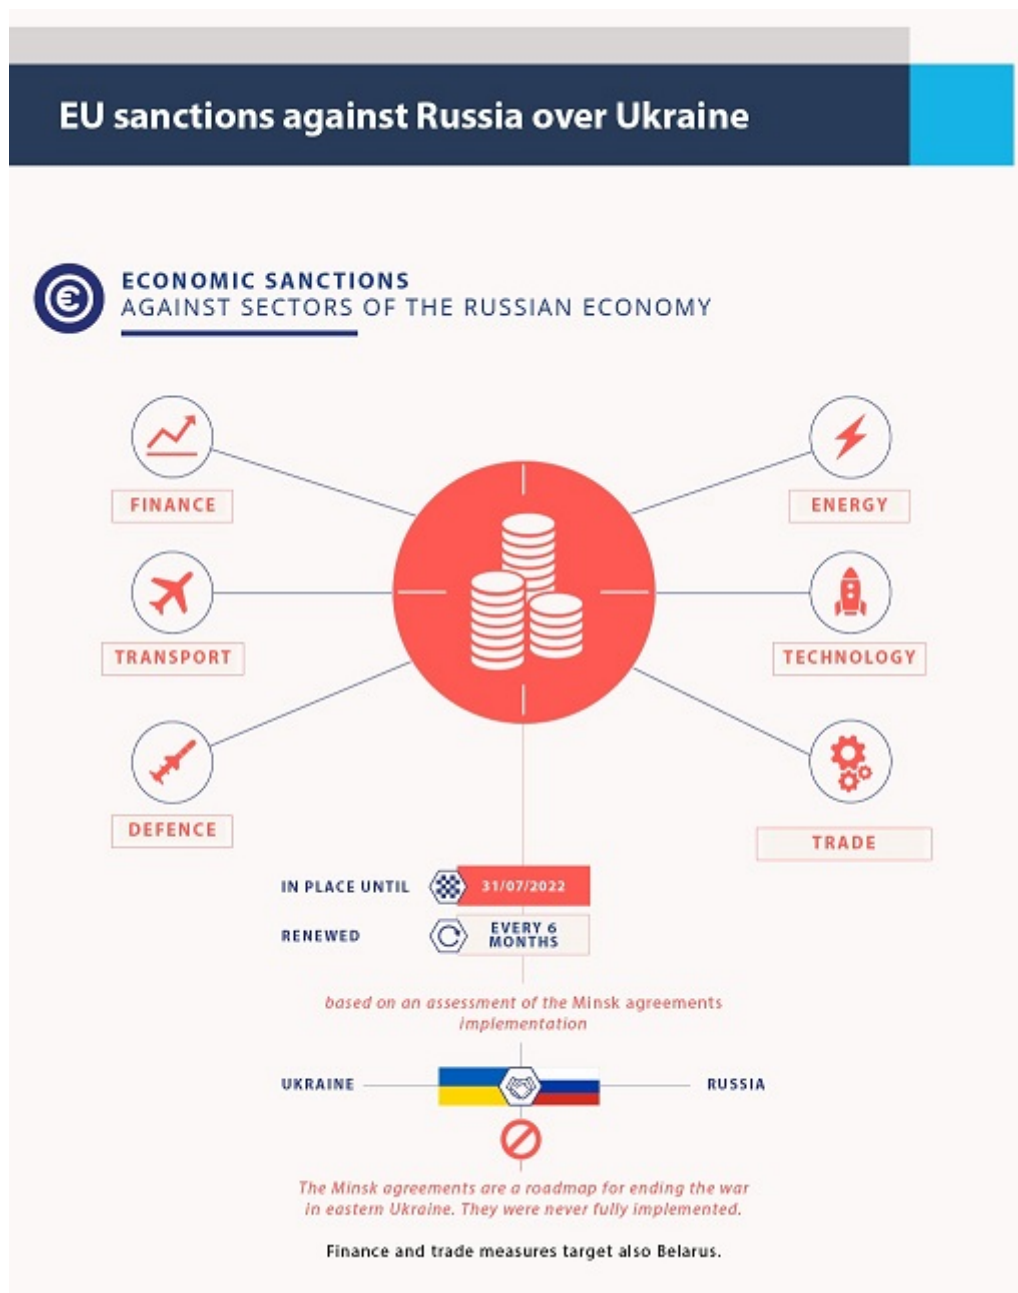 EU sanctions against Russia over Ukraine
ECONOMIC SANCTIONS
AGAINST SECTORS OF THE RUSSIAN ECONOMY
FINANCE
ENERGY
TRANSPORT
TECHNOLOGY
DEFENCE
TRADE
IN PLACE UNTIL 31/07/2022
RENEWED EVERY 6
MONTHS
based on an assessment of the Minsk agreements
implementation
UKRAINE RUSSIA
The Minsk agreements are a roadmap for ending the war
in eastern Ukraine. They were never fully implemented.
Finance and trade measures target also Belarus.